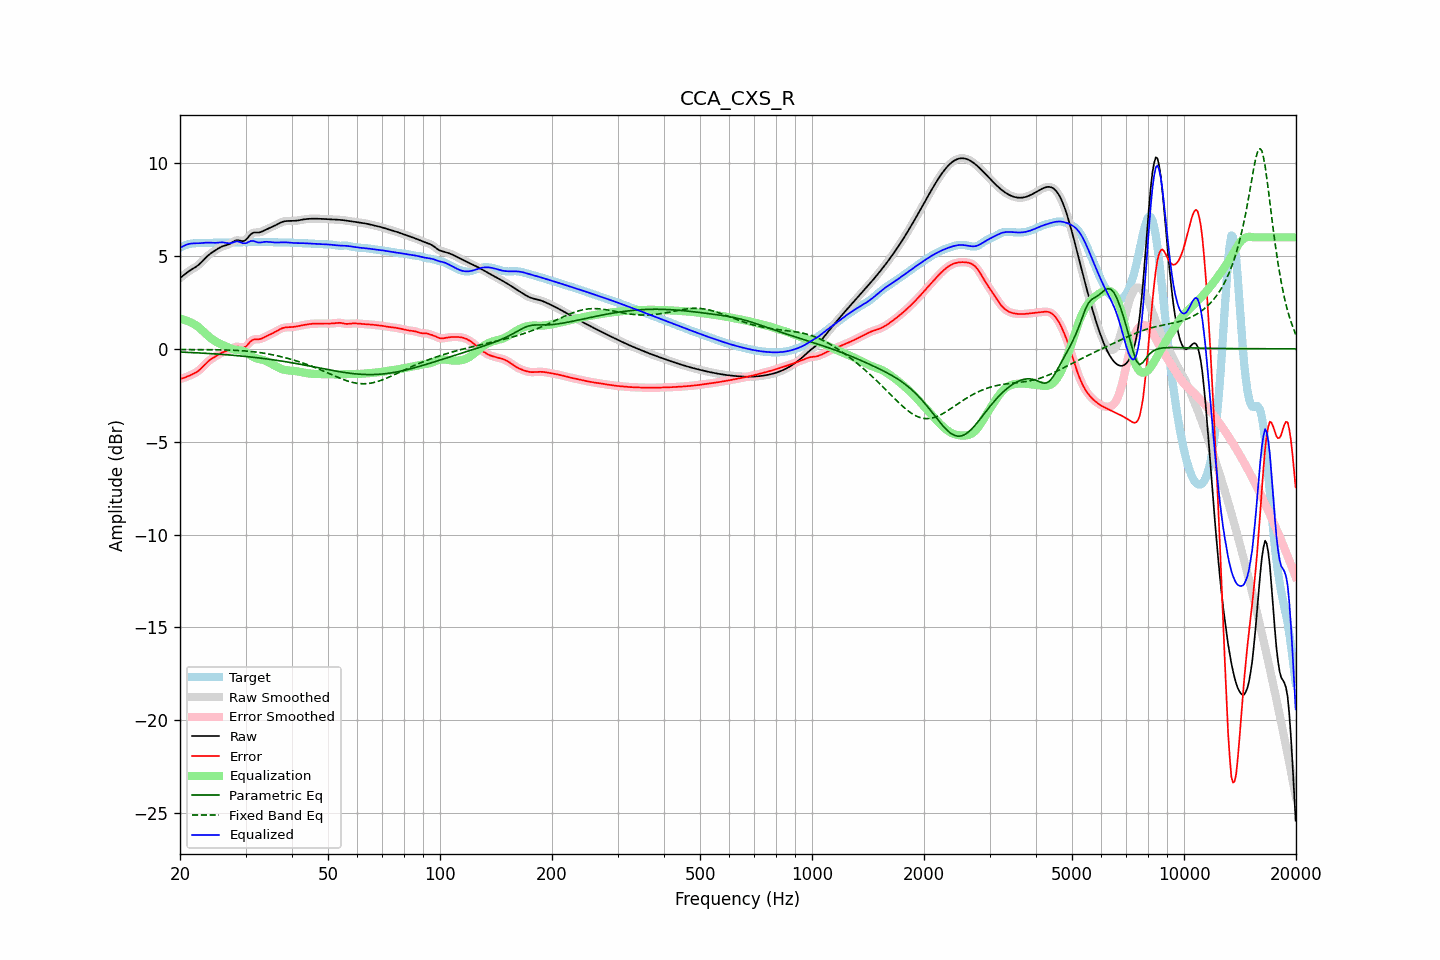 CCA_CXS_R
10
5
0
−5
−10
−15
−20
−25
Amplitude (dBr)
Target
Raw Smoothed
Error Smoothed
Raw
Error
Equalization
Parametric Eq
Fixed Band Eq
Equalized
20 50 100 200 500 1000 2000 5000 10000 20000
Frequency (Hz)